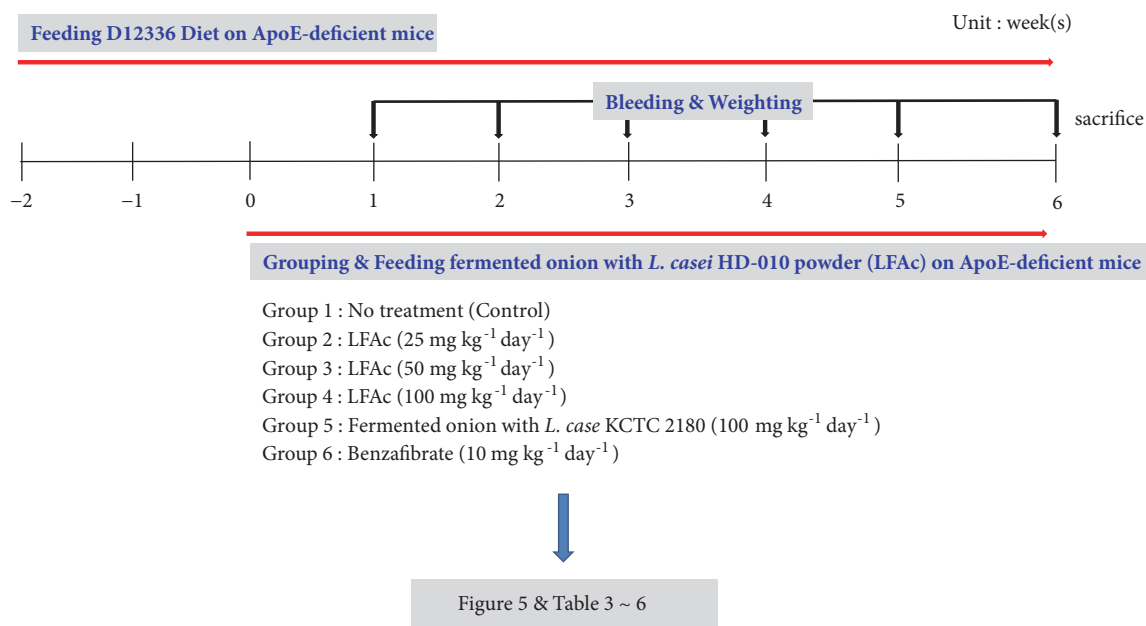 Feeding D12336 Diet on ApoE-deficient mice
Unit : week(s)
Bleeding & Weighting
sacrifice
−2 −1 0 1 2 3 4 5 6
Grouping & Feeding fermented onion with L. casei HD-010 powder (LFAc) on ApoE-deficient mice
Group 1 : No treatment (Control)
Group 2 : LFAc (25 mg kg⁻¹ day⁻¹)
Group 3 : LFAc (50 mg kg⁻¹ day⁻¹)
Group 4 : LFAc (100 mg kg⁻¹ day⁻¹)
Group 5 : Fermented onion with L. case KCTC 2180 (100 mg kg⁻¹ day⁻¹)
Group 6 : Benzafibrate (10 mg kg⁻¹ day⁻¹)
Figure 5 & Table 3 ~ 6